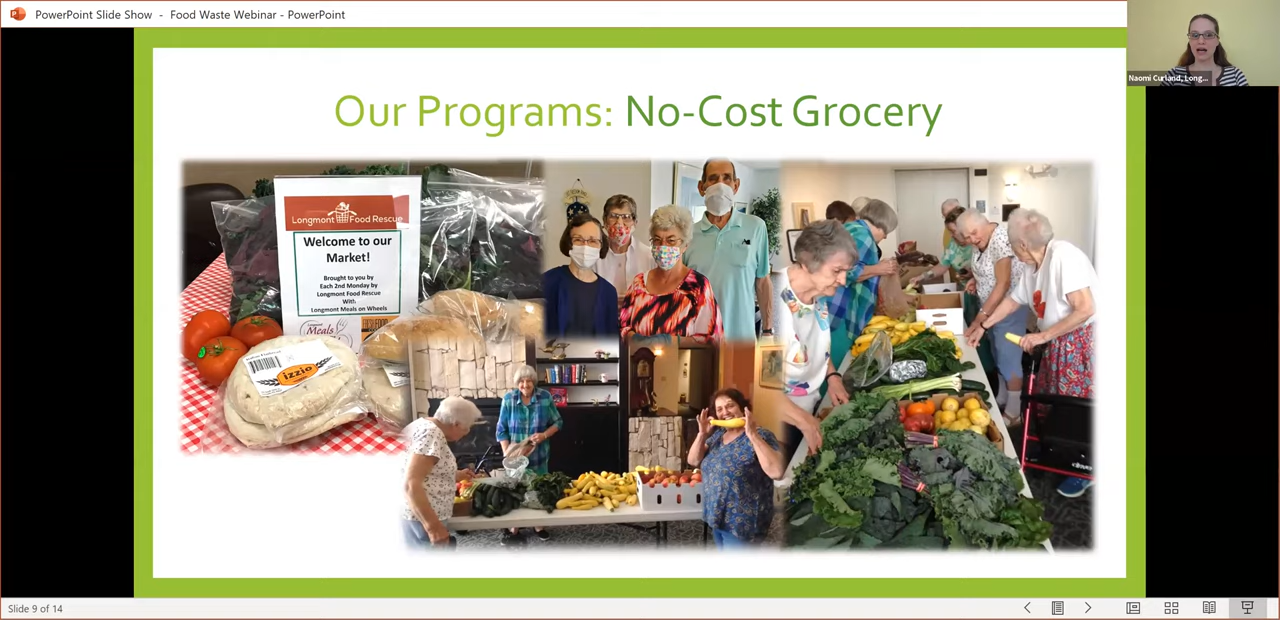 PowerPoint Slide Show - Food Waste Webinar - PowerPoint
Naomi Curland, Long...
Our Programs: No-Cost Grocery
Longmont Food Rescue
Welcome to our
Market!
Brought to you by
Each 2nd Monday by
Longmont Food Rescue
With
Longmont Meals on Wheels
Meals
izzio
Slide 9 of 14